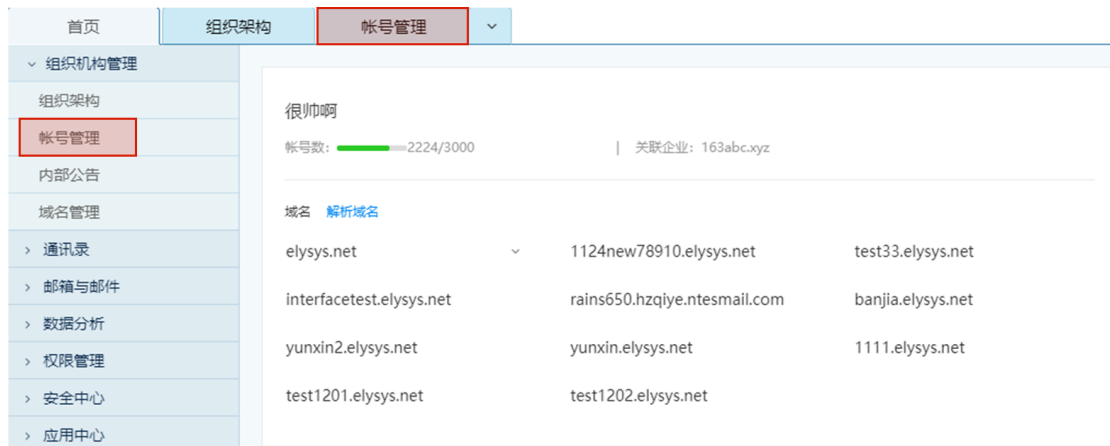 首页 组织架构 帐号管理
组织机构管理
组织架构
帐号管理
内部公告
域名管理
通讯录
邮箱与邮件
数据分析
权限管理
安全中心
应用中心
很帅啊
帐号数： 2224/3000 | 关联企业：163abc.xyz
域名 解析域名
elysys.net 1124new78910.elysys.net test33.elysys.net
interfacetest.elysys.net rains650.hzqiye.ntesmail.com banjia.elysys.net
yunxin2.elysys.net yunxin.elysys.net 1111.elysys.net
test1201.elysys.net test1202.elysys.net